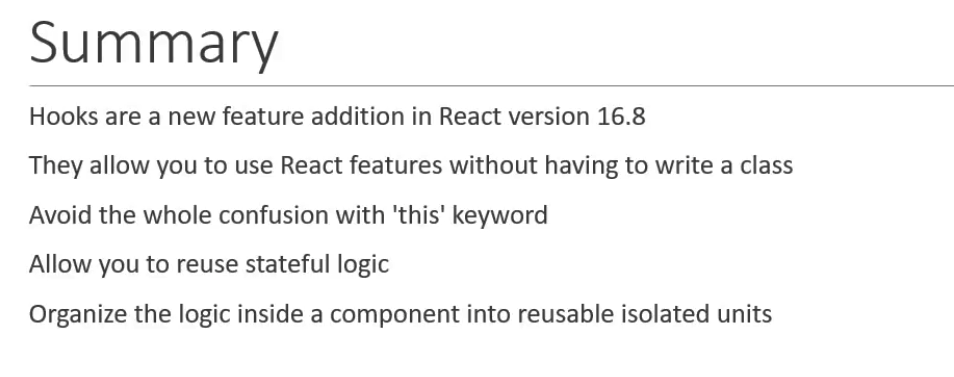 Summary
Hooks are a new feature addition in React version 16.8
They allow you to use React features without having to write a class
Avoid the whole confusion with 'this' keyword
Allow you to reuse stateful logic
Organize the logic inside a component into reusable isolated units